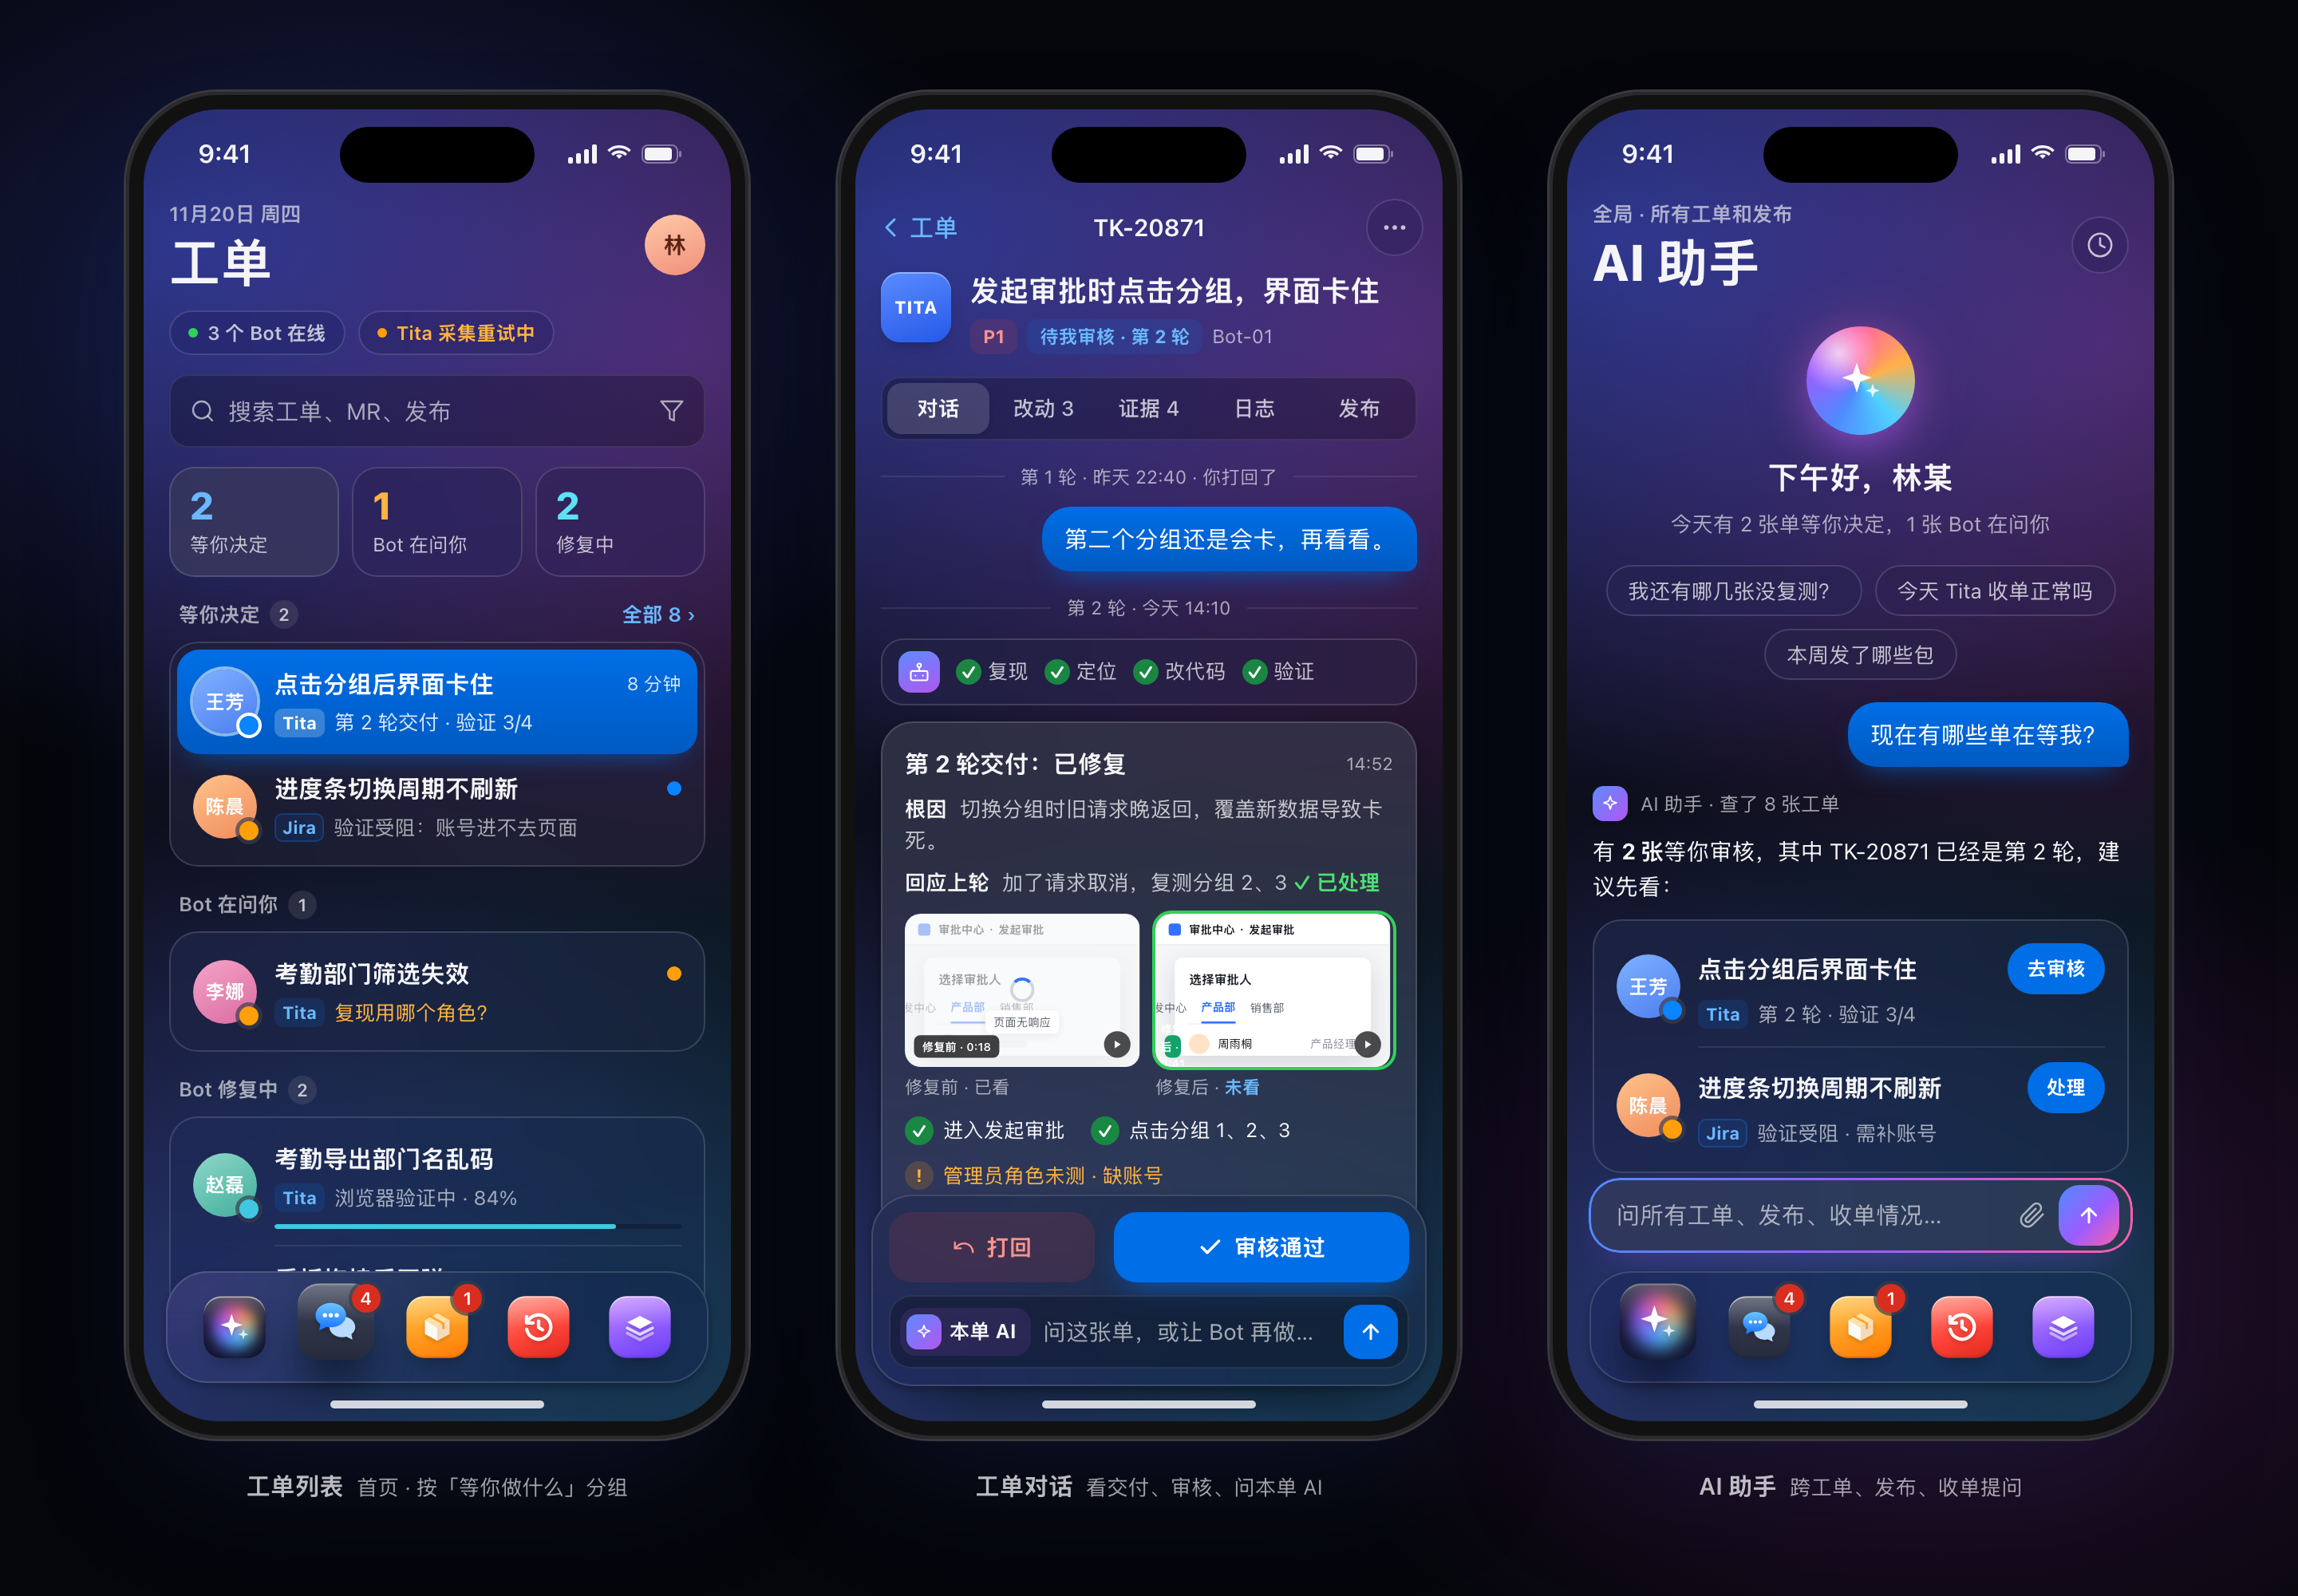 9:41
11月20日 周四
工单
林
3 个 Bot 在线
Tita 采集重试中
搜索工单、MR、发布
2
等你决定
1
Bot 在问你
2
修复中
等你决定 2
全部 8 ›
王芳
点击分组后界面卡住
8 分钟
Tita 第 2 轮交付 · 验证 3/4
陈晨
进度条切换周期不刷新
Jira 验证受阻：账号进不去页面
Bot 在问你 1
李娜
考勤部门筛选失效
Tita 复现用哪个角色?
Bot 修复中 2
赵磊
考勤导出部门名乱码
Tita 浏览器验证中 · 84%
4
1
工单列表 首页 · 按「等你做什么」分组
9:41
工单
TK-20871
TITA
发起审批时点击分组，界面卡住
P1 待我审核 · 第 2 轮 Bot-01
对话 改动 3 证据 4 日志 发布
第 1 轮 · 昨天 22:40 · 你打回了
第二个分组还是会卡，再看看。
第 2 轮 · 今天 14:10
复现 定位 改代码 验证
第 2 轮交付：已修复
14:52
根因 切换分组时旧请求晚返回，覆盖新数据导致卡
死。
回应上轮 加了请求取消，复测分组 2、3 ✓ 已处理
审批中心 · 发起审批
选择审批人
发中心 产品部 销售部
页面无响应
修复前 · 0:18
修复前 · 已看
审批中心 · 发起审批
选择审批人
发中心 产品部 销售部
周雨桐
产品经理
修复后 · 未看
进入发起审批
点击分组 1、2、3
! 管理员角色未测 · 缺账号
打回
审核通过
本单 AI 问这张单，或让 Bot 再做...
工单对话 看交付、审核、问本单 AI
9:41
全局 · 所有工单和发布
AI 助手
下午好，林某
今天有 2 张单等你决定，1 张 Bot 在问你
我还有哪几张没复测?
今天 Tita 收单正常吗
本周发了哪些包
现在有哪些单在等我?
AI 助手 · 查了 8 张工单
有 2 张等你审核，其中 TK-20871 已经是第 2 轮，建
议先看：
王芳
点击分组后界面卡住
去审核
Tita 第 2 轮 · 验证 3/4
陈晨
进度条切换周期不刷新
处理
Jira 验证受阻 · 需补账号
问所有工单、发布、收单情况...
4
1
AI 助手 跨工单、发布、收单提问